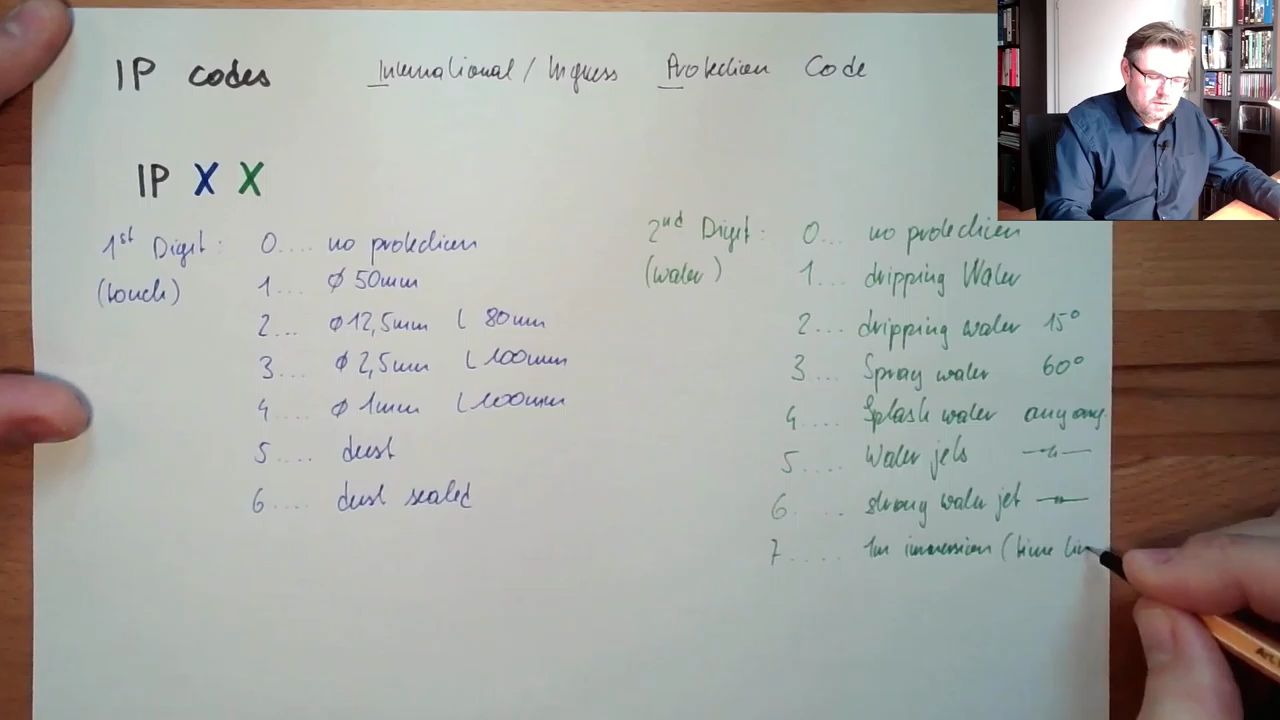 IP codes
International / Ingress Protection Code
IP X X
1st Digit: 0.... no protection
(touch)
1... ϕ 50mm
2... ϕ 12,5mm L 80mm
3... ϕ 2,5mm L 100mm
4.... ϕ 1mm L 100mm
5.... dust
6.... dust sealed
2nd Digit: 0... no protection
(water)
1... dripping Water
2... dripping water 15°
3... Spray water 60°
4.... Splash water any ang.
5.... Water jets —〃—
6..... strong water jet —〃—
7..... 1m immersion (time lim